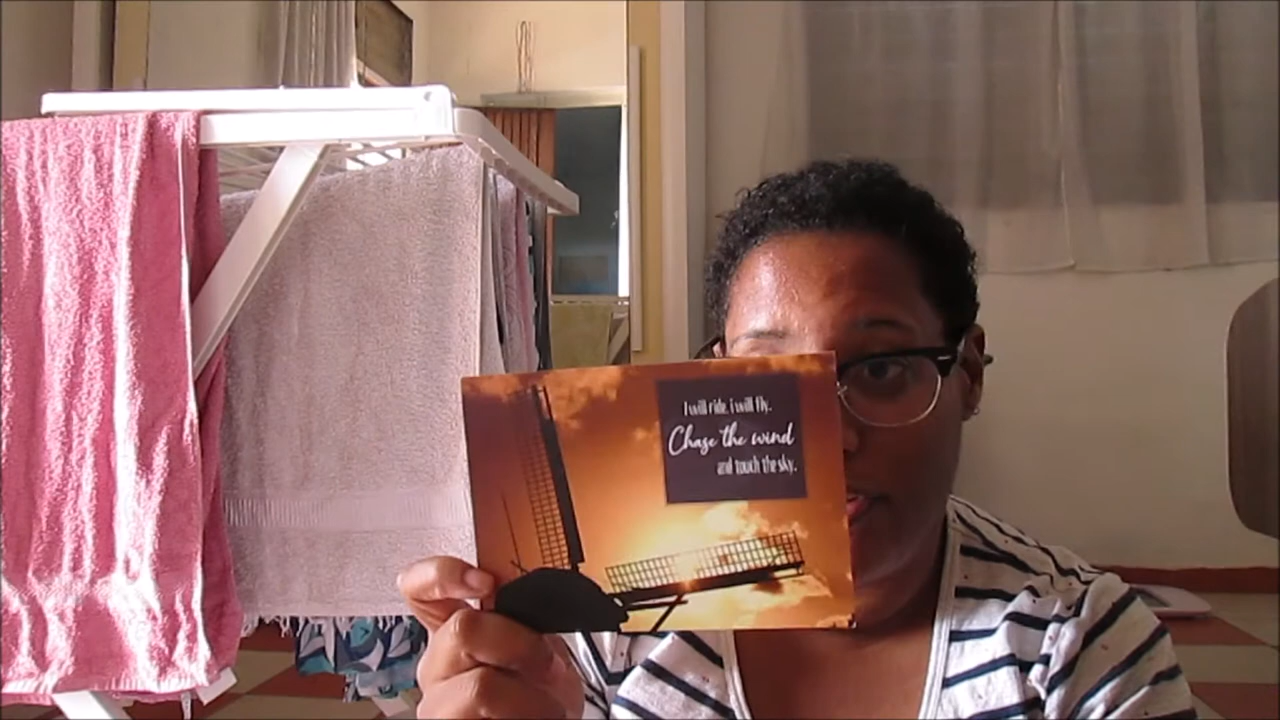 I will ride, i will fly.
Chase the wind
and touch the sky.